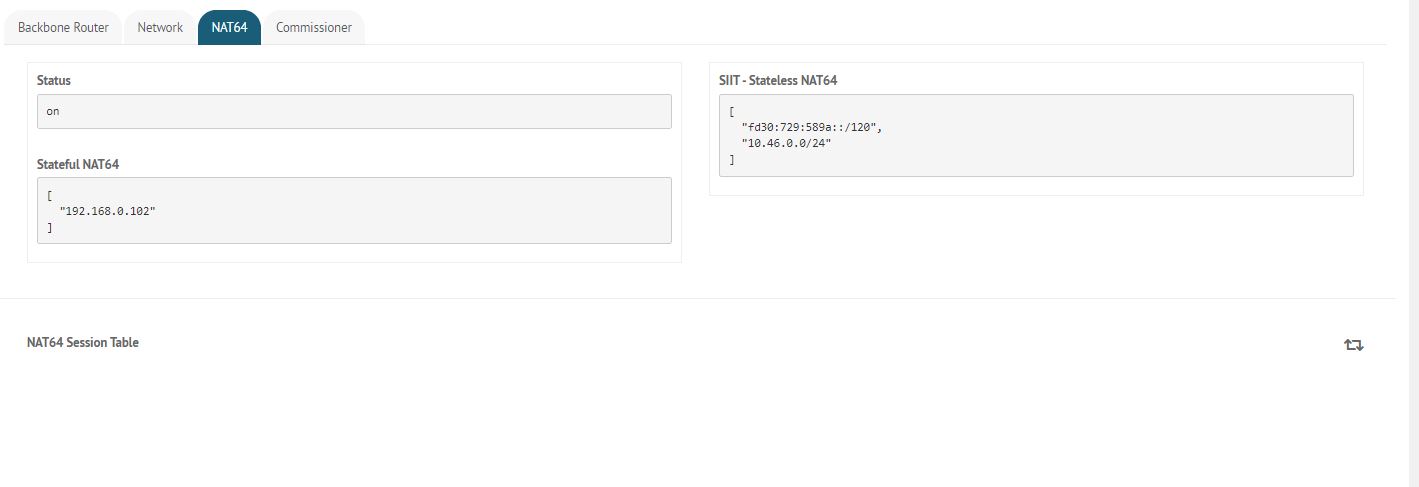 Backbone Router Network NAT64 Commissioner
Status
on
Stateful NAT64
[
"192.168.0.102"
]
SIIT - Stateless NAT64
[
"fd30:729:589a::/120",
"10.46.0.0/24"
]
NAT64 Session Table